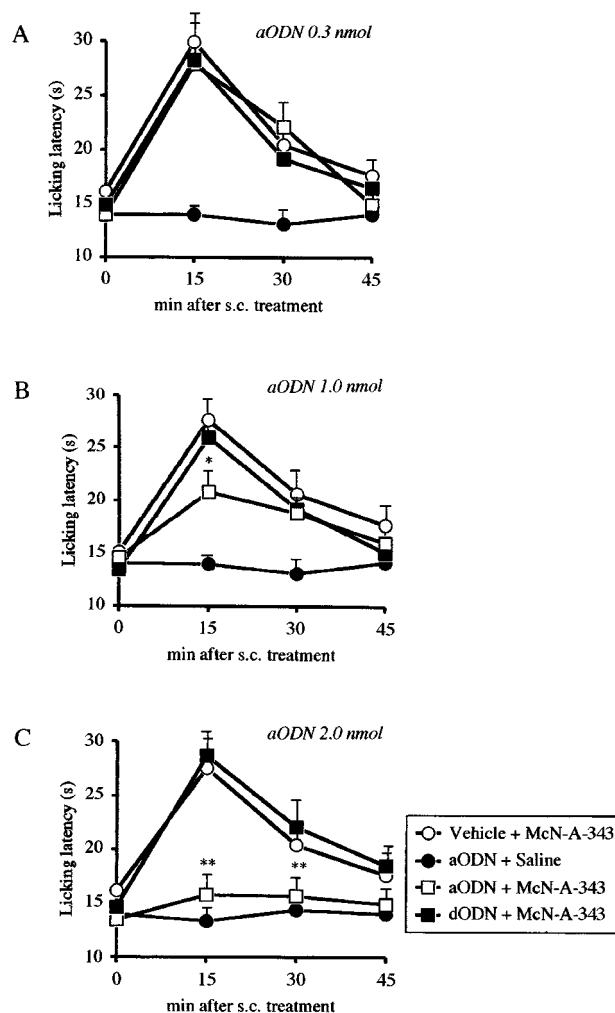 A
aODN 0.3 nmol
Licking latency (s)
30
25
20
15
10
0 15 30 45
min after s.c. treatment
B
aODN 1.0 nmol
Licking latency (s)
30
25
20
15
10
*
0 15 30 45
min after s.c. treatment
C
aODN 2.0 nmol
Licking latency (s)
30
25
20
15
10
** **
0 15 30 45
min after s.c. treatment
Vehicle + McN-A-343
aODN + Saline
aODN + McN-A-343
dODN + McN-A-343